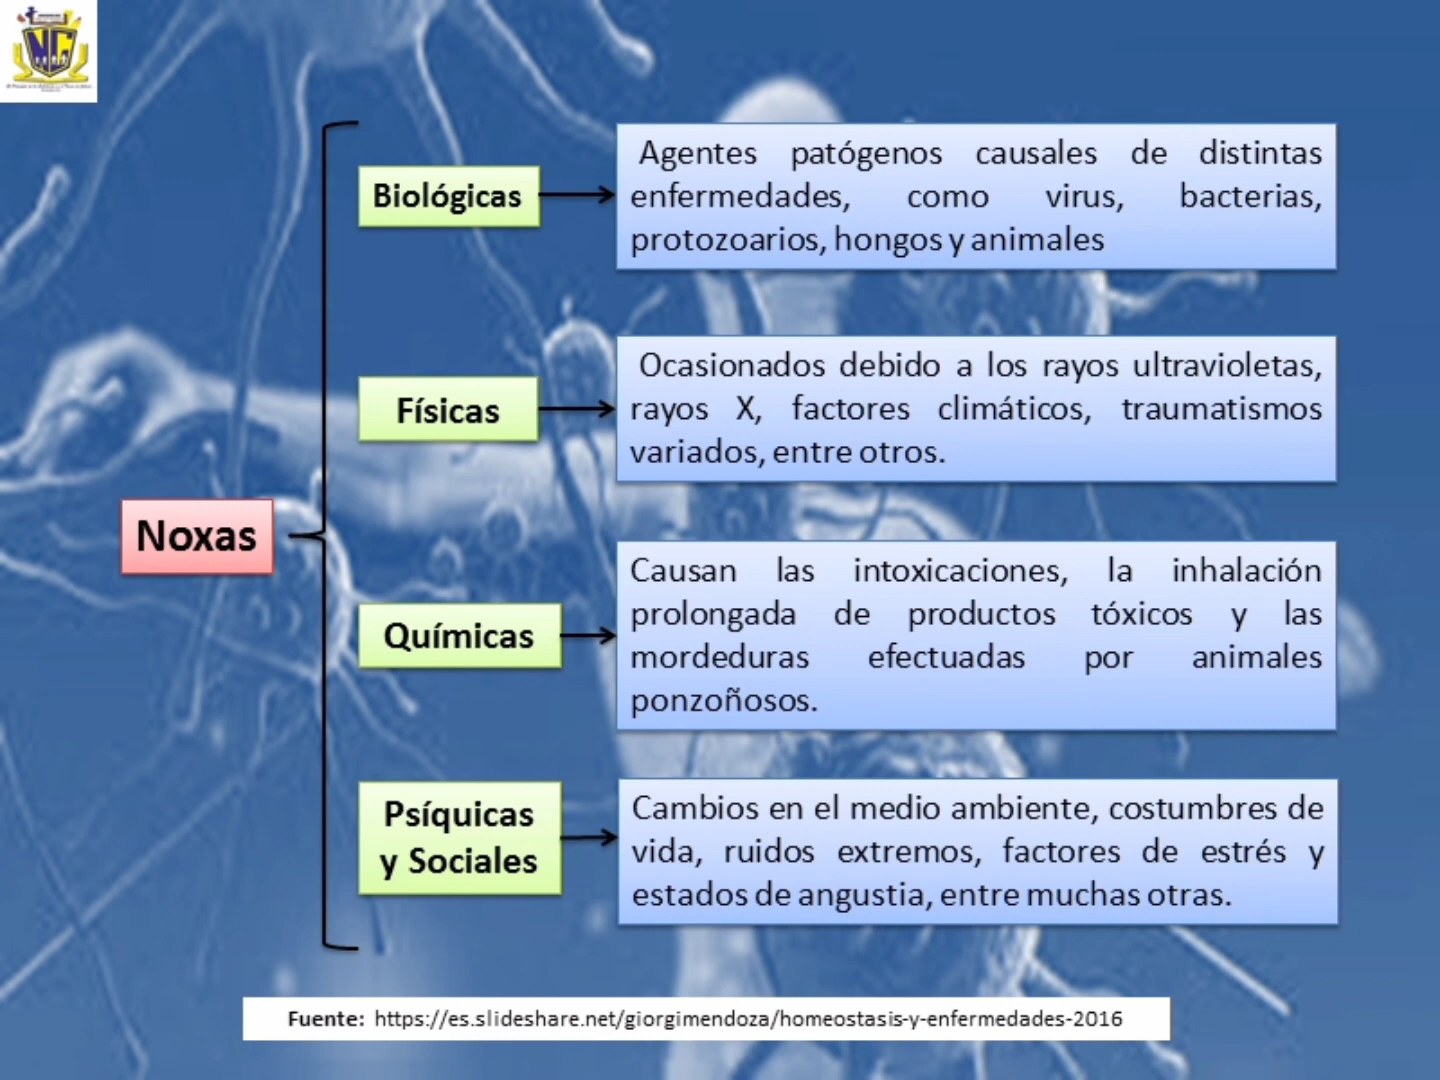 Noxas
Biológicas
Agentes patógenos causales de distintas
enfermedades, como virus, bacterias,
protozoarios, hongos y animales
Físicas
Ocasionados debido a los rayos ultravioletas,
rayos X, factores climáticos, traumatismos
variados, entre otros.
Químicas
Causan las intoxicaciones, la inhalación
prolongada de productos tóxicos y las
mordeduras efectuadas por animales
ponzoñosos.
Psíquicas
y Sociales
Cambios en el medio ambiente, costumbres de
vida, ruidos extremos, factores de estrés y
estados de angustia, entre muchas otras.
Fuente: https://es.slideshare.net/giorgimendoza/homeostasis-y-enfermedades-2016